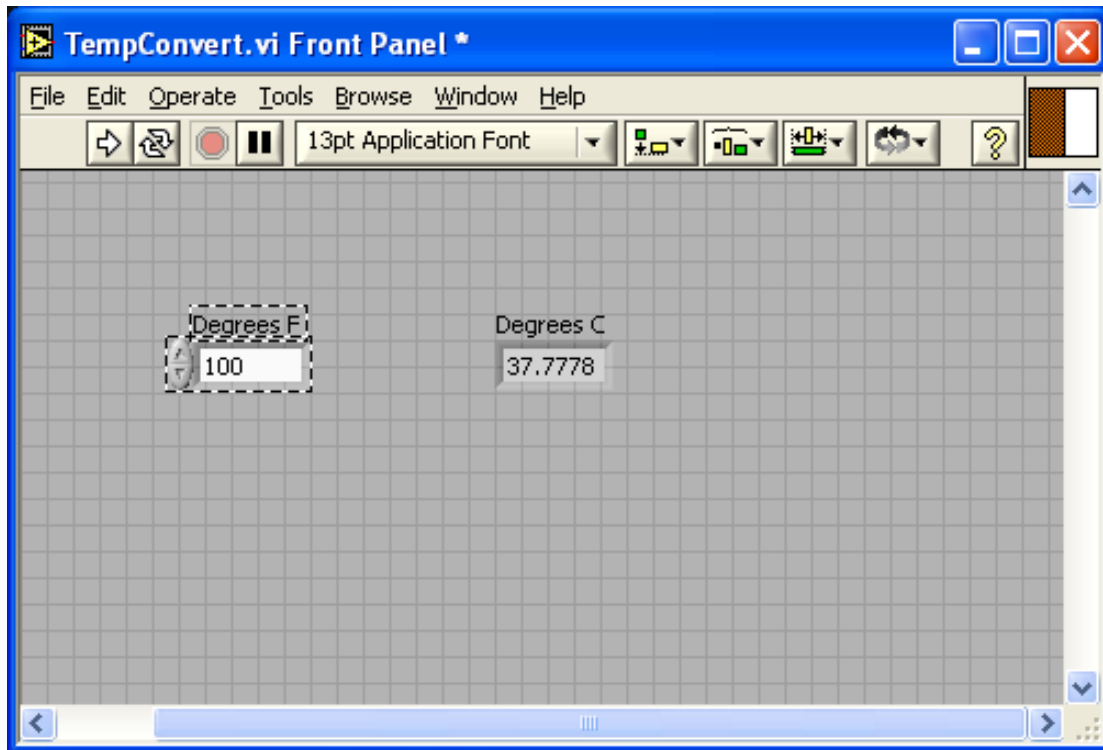 TempConvert.vi Front Panel *
File Edit Operate Tools Browse Window Help
13pt Application Font ?
Degrees F Degrees C
100 37.7778